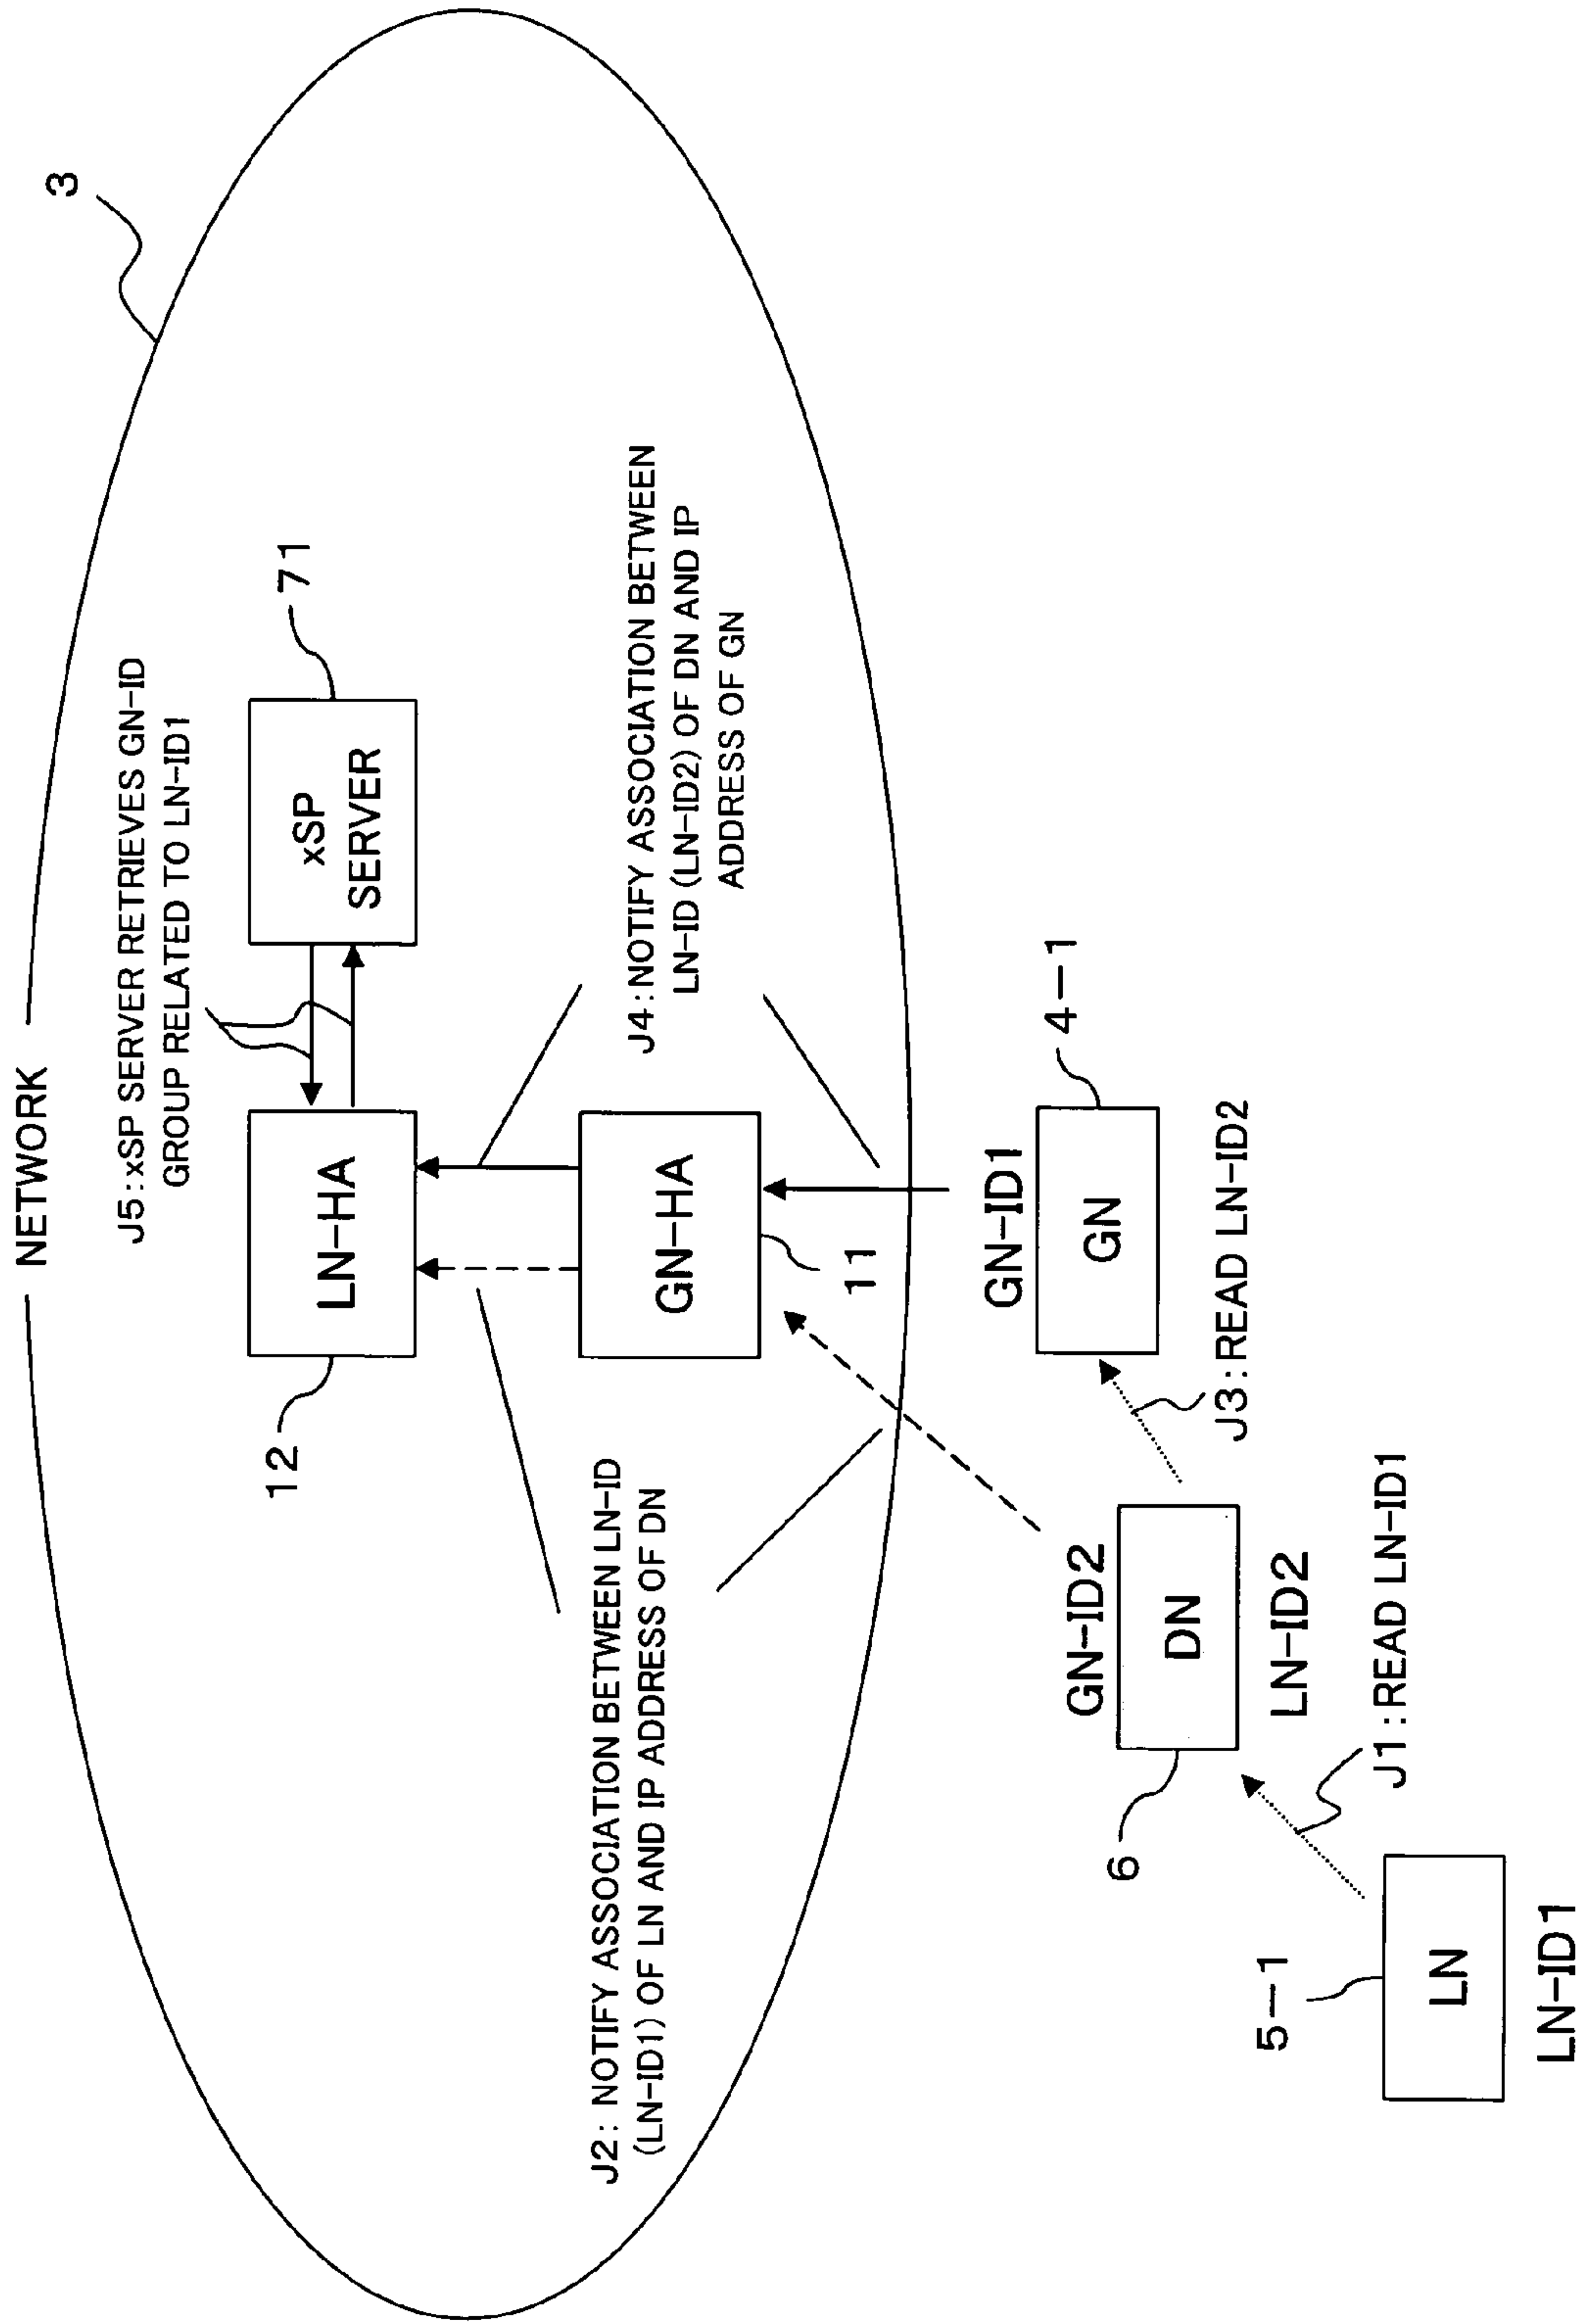 NETWORK
3
J5:xSP SERVER RETRIEVES GN-ID
GROUP RELATED TO LN-ID1
12
LN-HA
xSP
SERVER
71
J2: NOTIFY ASSOCIATION BETWEEN LN-ID
(LN-ID1) OF LN AND IP ADDRESS OF DN
GN-HA
11
J4:NOTIFY ASSOCIATION BETWEEN
LN-ID (LN-ID2) OF DN AND IP
ADDRESS OF GN
GN-ID1
GN
4-1
GN-ID2
DN
6
LN-ID2
J3:READ LN-ID2
5-1
LN
LN-ID1
J1:READ LN-ID1